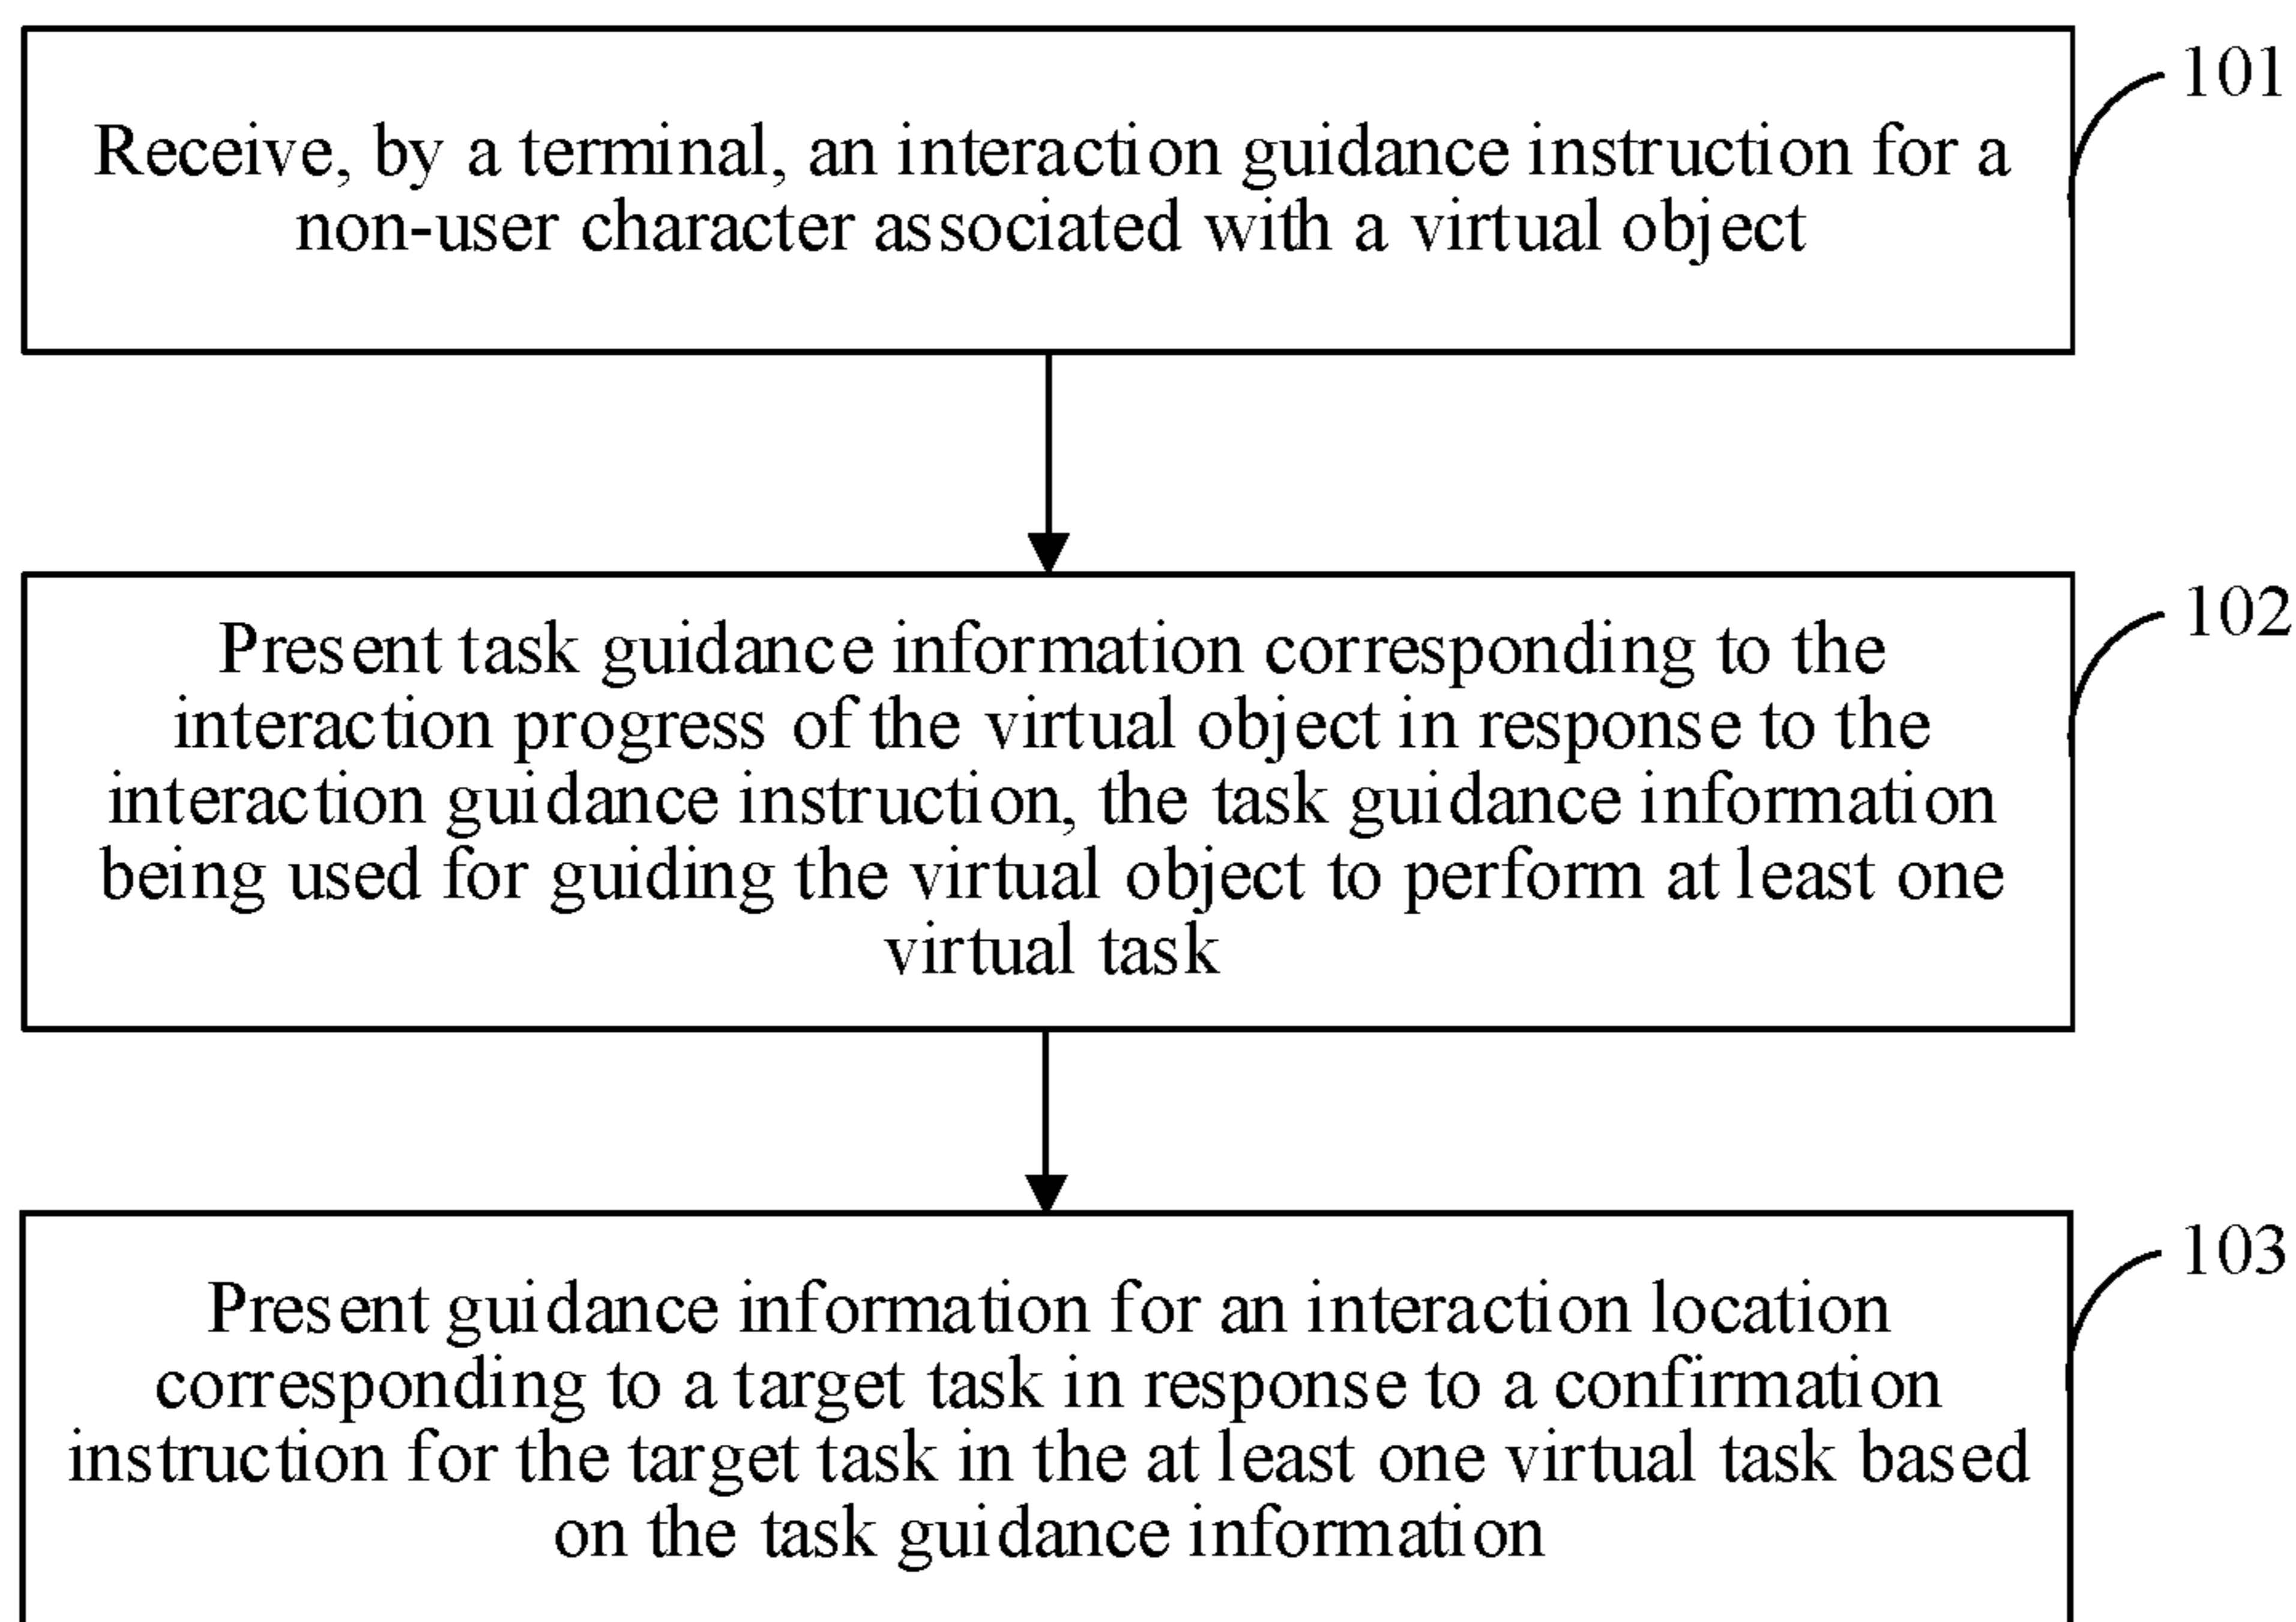 101
Receive, by a terminal, an interaction guidance instruction for a
non-user character associated with a virtual object
102
Present task guidance information corresponding to the
interaction progress of the virtual object in response to the
interaction guidance instruction, the task guidance information
being used for guiding the virtual object to perform at least one
virtual task
103
Present guidance information for an interaction location
corresponding to a target task in response to a confirmation
instruction for the target task in the at least one virtual task based
on the task guidance information